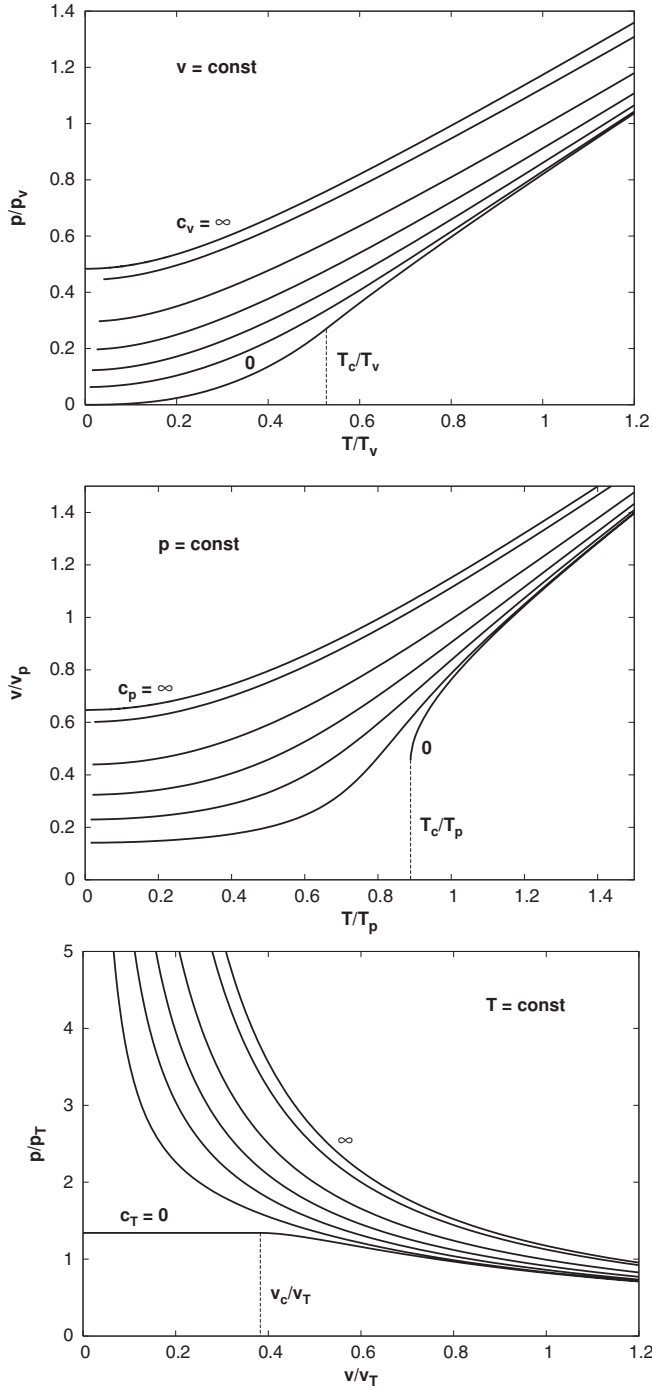 1.4
1.2
1
0.8
0.6
0.4
0.2
0
p/p_v
v = const
c_v = ∞
0
T_c/T_v
0 0.2 0.4 0.6 0.8 1 1.2
T/T_v
1.4
1.2
1
0.8
0.6
0.4
0.2
0
v/v_p
p = const
c_p = ∞
0
T_c/T_p
0 0.2 0.4 0.6 0.8 1 1.2 1.4
T/T_p
5
4
3
2
1
0
p/p_T
T = const
∞
c_T = 0
v_c/v_T
0 0.2 0.4 0.6 0.8 1 1.2
v/v_T